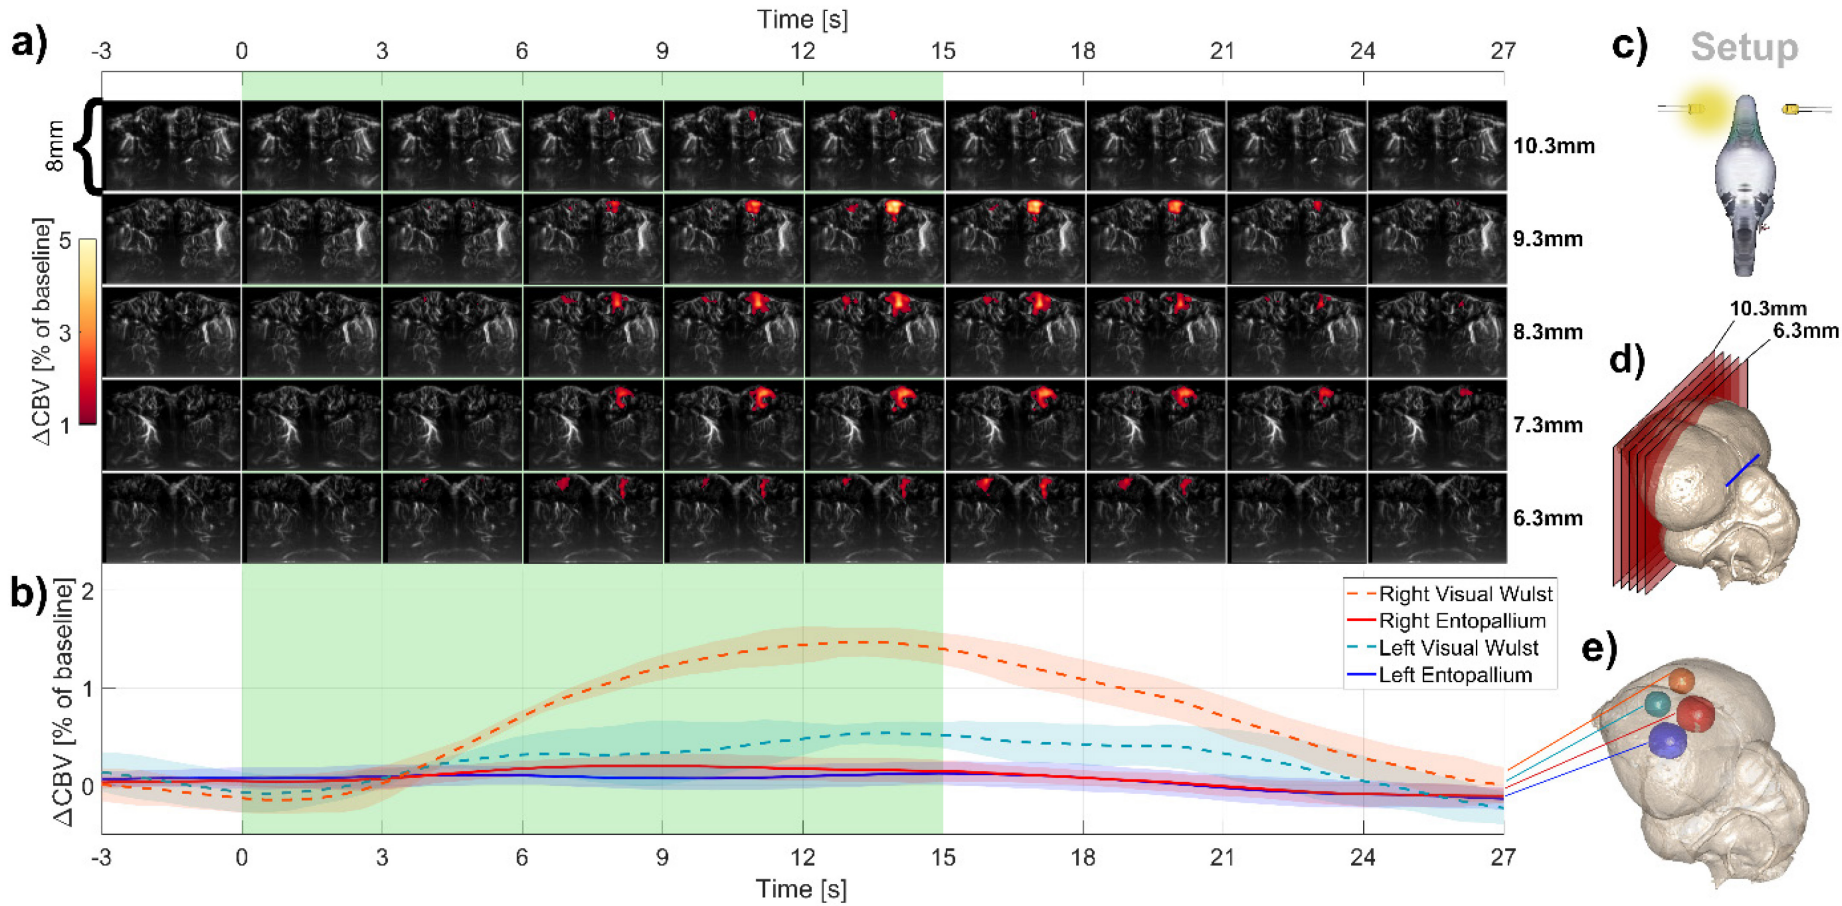 a)
Time [s]
-3 0 3 6 9 12 15 18 21 24 27
8mm
10.3mm
9.3mm
8.3mm
7.3mm
6.3mm
ΔCBV [% of baseline]
5
3
1
b)
ΔCBV [% of baseline]
2
1
0
Right Visual Wulst
Right Entopallium
Left Visual Wulst
Left Entopallium
-3 0 3 6 9 12 15 18 21 24 27
Time [s]
c)
Setup
d)
10.3mm
6.3mm
e)